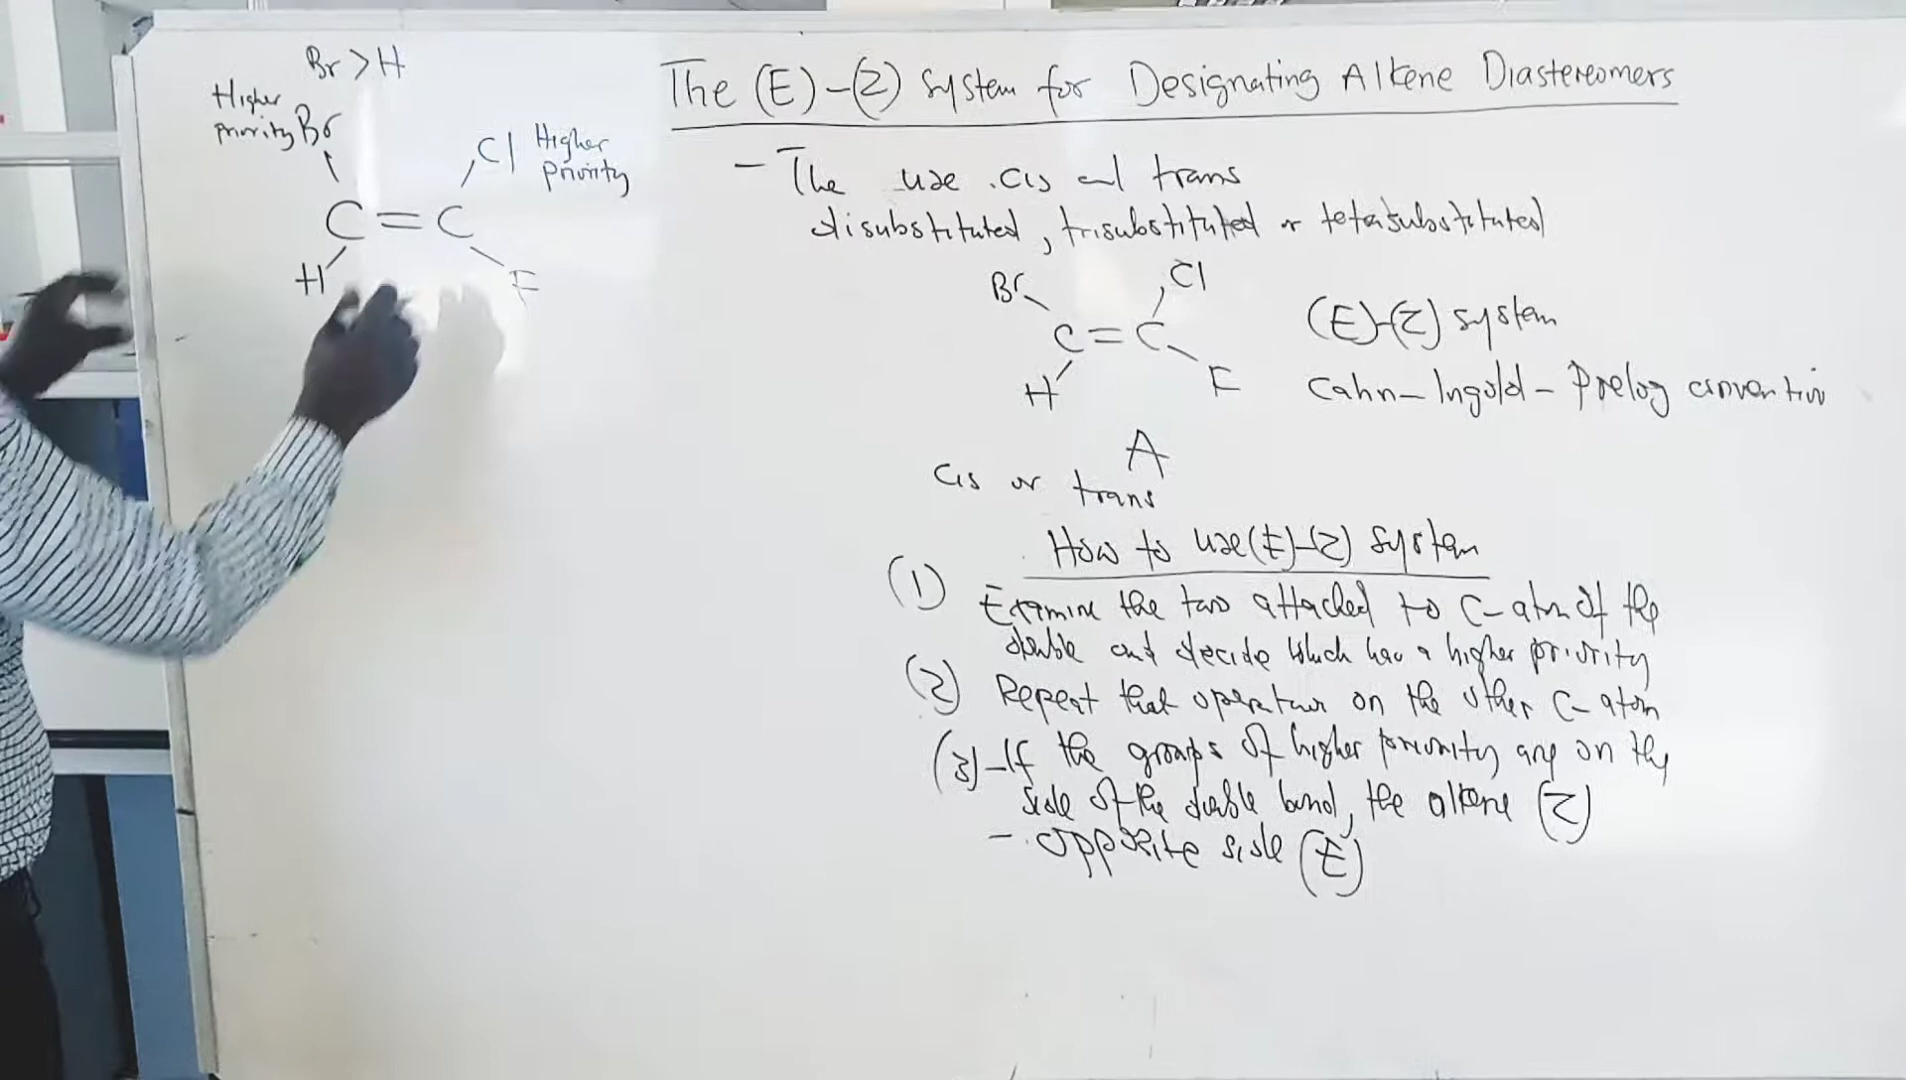 Br > H
Higher
priority Br
Cl Higher
priority
C = C
H
F
The (E)-(Z) system for Designating Alkene Diastereomers
- The use cis and trans
disubstituted, trisubstituted or tetrasubstituted
Br Cl
C = C
H F
(E)-(Z) system
Cahn-Ingold-Prelog convention
A
cis or trans
How to use (E)-(Z) system
(1) Examine the two attached to C-atom of the
double and decide which has a higher priority
(2) Repeat that operation on the other C-atom
(3) - If the groups of higher priority are on the
side of the double bond, the alkene (Z)
- opposite side (E)